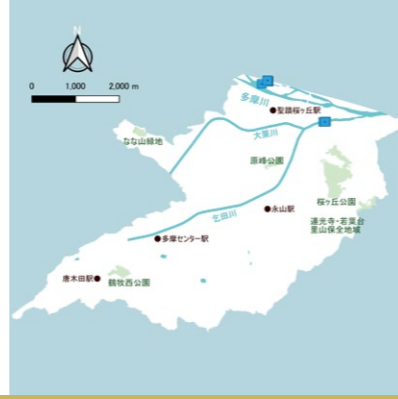 N
0 1,000 2,000 m
多摩川
●聖蹟桜ヶ丘駅
大栗川
なな山緑地
原峰公園
桜ヶ丘公園
連光寺・若葉台
里山保全地域
●永山駅
乞田川
●多摩センター駅
唐木田駅●
鶴牧西公園